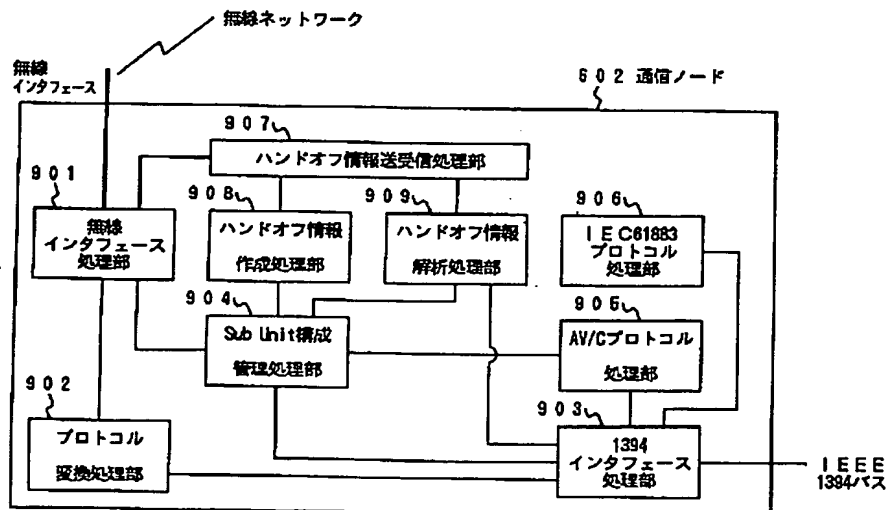 無線ネットワーク
無線
インタフェース
602 通信ノード
907
ハンドオフ情報送受信処理部
901
無線
インタフェース
処理部
908
ハンドオフ情報
作成処理部
909
ハンドオフ情報
解析処理部
906
IEC61883
プロトコル
処理部
904
Sub Unit構成
管理処理部
905
AV/Cプロトコル
処理部
902
プロトコル
変換処理部
903
1394
インタフェース
処理部
IEEE
1394バス